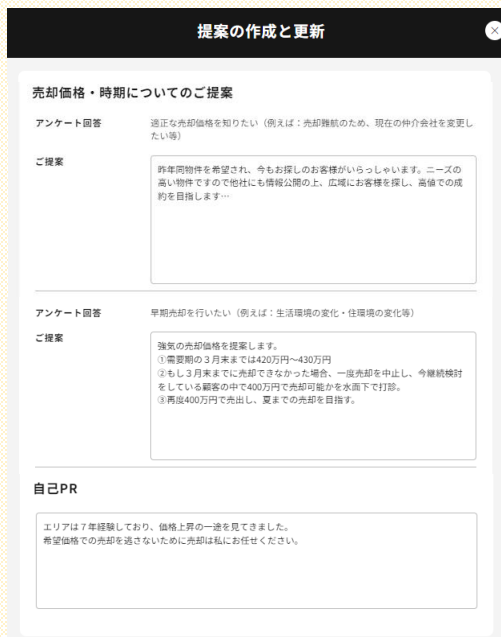 提案の作成と更新
売却価格・時期についてのご提案
アンケート回答
適正な売却価格を知りたい（例えば：売却難航のため、現在の仲介会社を変更し
たい等）
ご提案
昨年同物件を希望され、今もお探しのお客様がいらっしゃいます。ニーズの
高い物件ですので他社にも情報公開の上、広域にお客様を探し、高値での成
約を目指します…
アンケート回答
早期売却を行いたい（例えば：生活環境の変化・住環境の変化等）
ご提案
強気の売却価格を提案します。
①需要期の３月末までは420万円〜430万円
②もし３月末までに売却できなかった場合、一度売却を中止し、今継続検討
をしている顧客の中で400万円で売却可能かを水面下で打診。
③再度400万円で売出し、夏までの売却を目指す。
自己PR
エリアは７年経験しており、価格上昇の一途を見てきました。
希望価格での売却を逃さないために売却は私にお任せください。